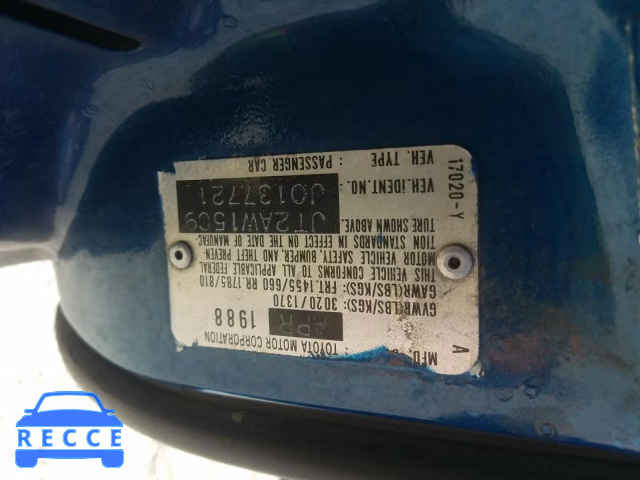 MFD. TOYOTA MOTOR CORPORATION
A
APR 1988
GVWR(LBS/KGS): 3020/1370
GAWR(LBS/KGS): FRT.1455/660 RR.1785/810
THIS VEHICLE CONFORMS TO ALL APPLICABLE FEDERAL
MOTOR VEHICLE SAFETY, BUMPER, AND THEFT PREVEN-
TION STANDARDS IN EFFECT ON THE DATE OF MANUFAC-
TURE SHOWN ABOVE.
JT2AW15C9
VEH.IDENT.NO. : J0137721
VEH. TYPE : PASSENGER CAR
17020-Y
RECCE